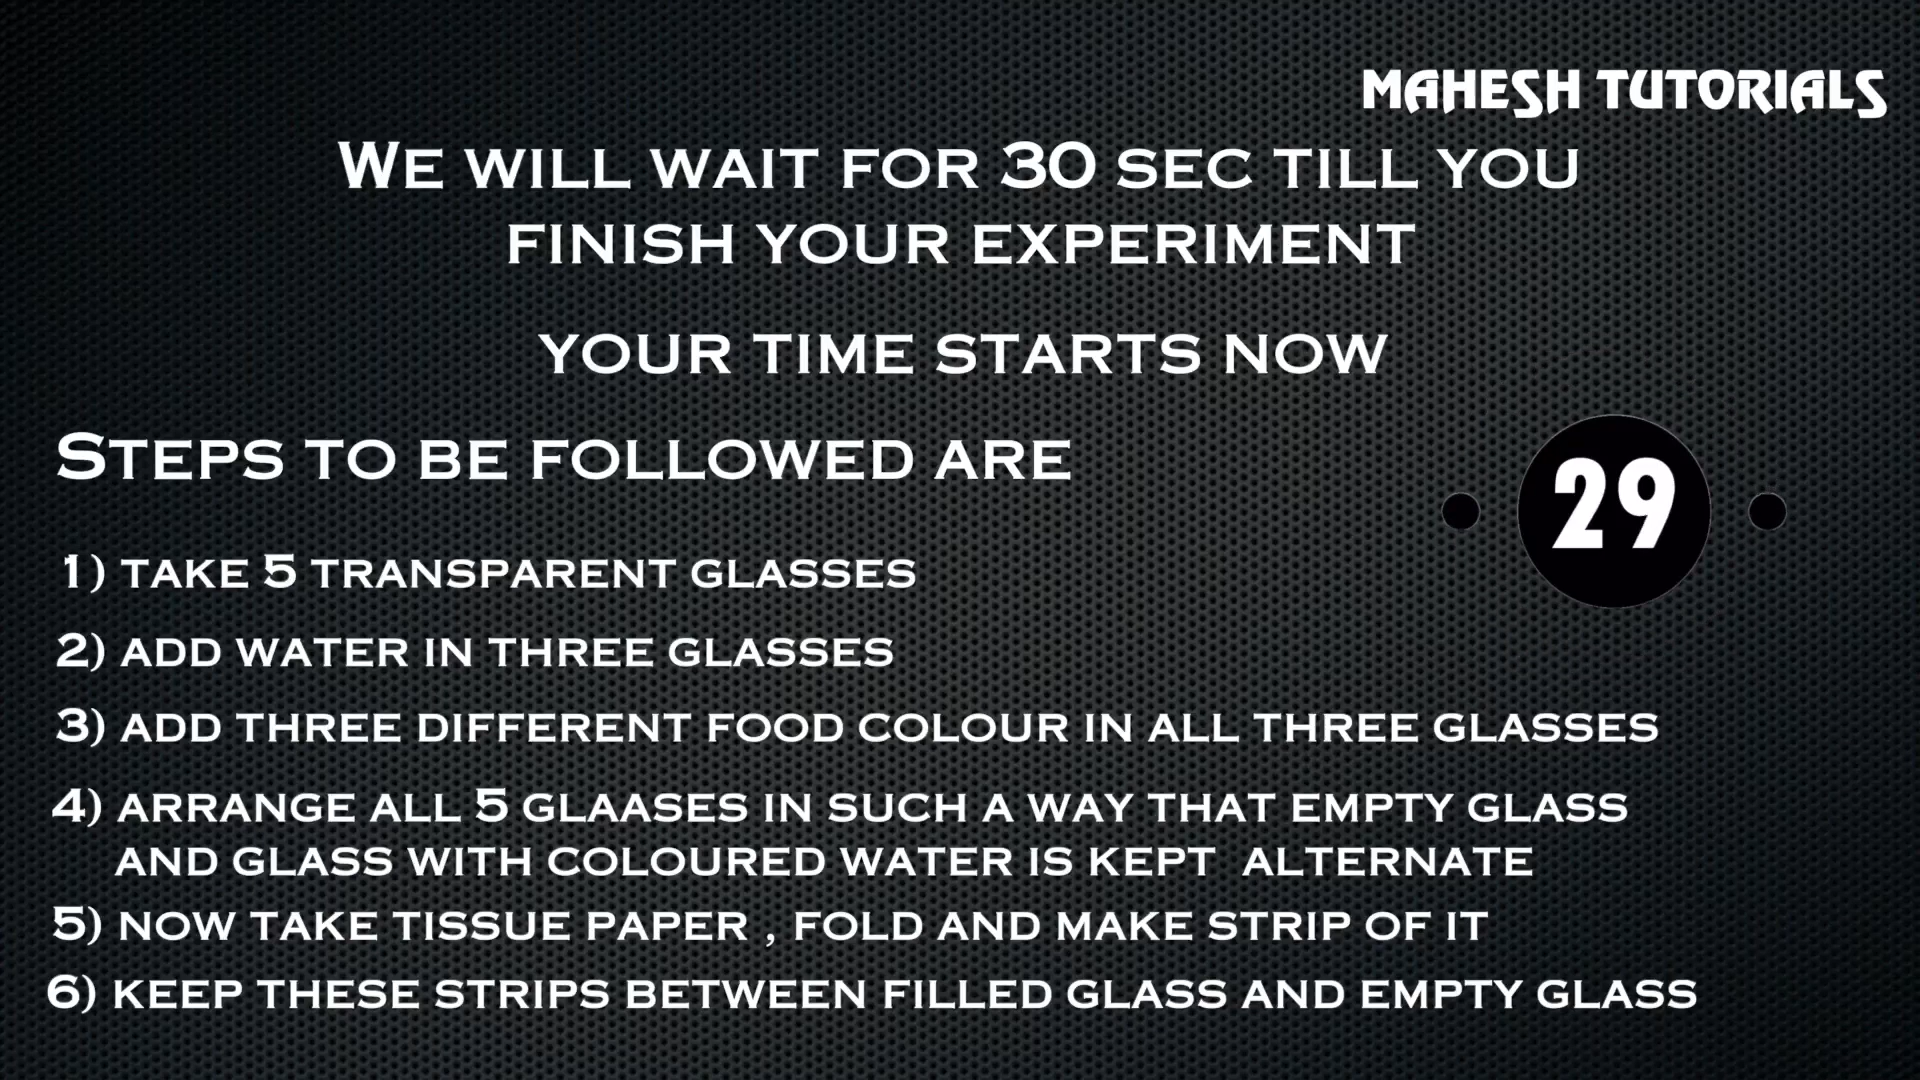 MAHESH TUTORIALS
WE WILL WAIT FOR 30 SEC TILL YOU
FINISH YOUR EXPERIMENT
YOUR TIME STARTS NOW
STEPS TO BE FOLLOWED ARE
29
1) TAKE 5 TRANSPARENT GLASSES
2) ADD WATER IN THREE GLASSES
3) ADD THREE DIFFERENT FOOD COLOUR IN ALL THREE GLASSES
4) ARRANGE ALL 5 GLAASES IN SUCH A WAY THAT EMPTY GLASS
AND GLASS WITH COLOURED WATER IS KEPT ALTERNATE
5) NOW TAKE TISSUE PAPER , FOLD AND MAKE STRIP OF IT
6) KEEP THESE STRIPS BETWEEN FILLED GLASS AND EMPTY GLASS